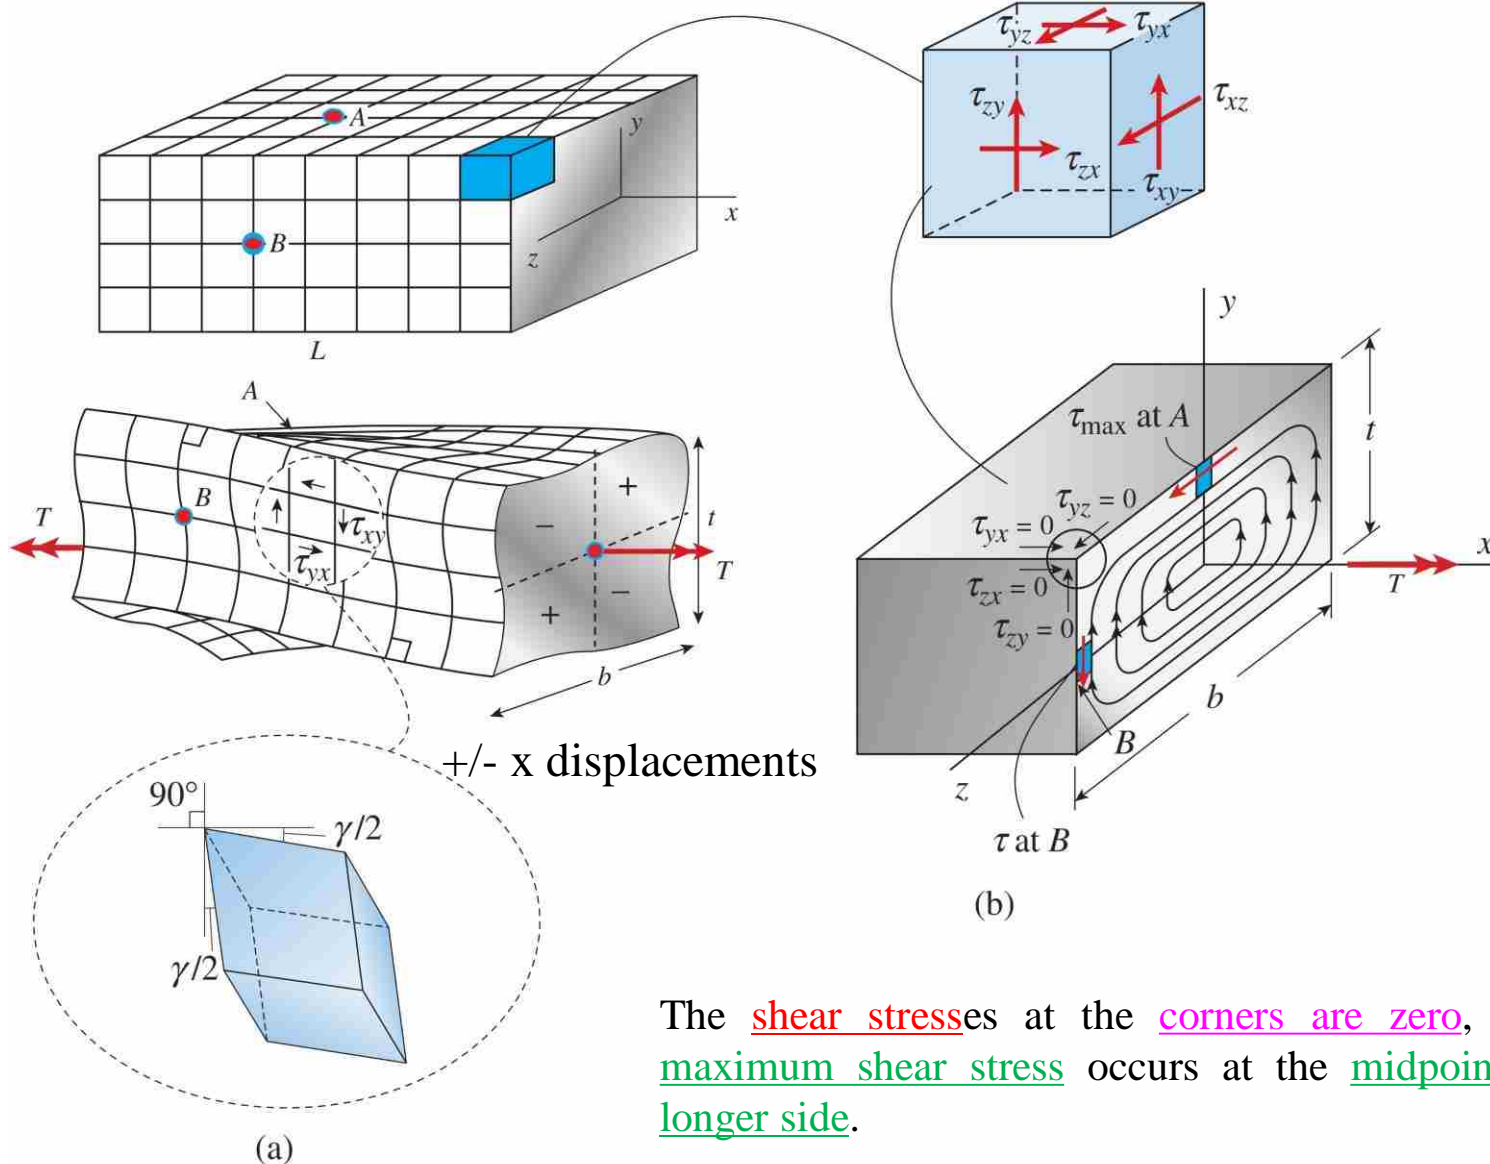 τyz
τyx
τzy
τxz
τzx
τxy
A
y
x
B
z
L
A
B
T
τxy
τyx
+
−
−
+
t
T
b
+/- x displacements
90°
γ/2
γ/2
(a)
y
t
τmax at A
τyz = 0
τyx = 0
x
T
τzx = 0
τzy = 0
b
B
z
τ at B
(b)
The shear stresses at the corners are zero,
maximum shear stress occurs at the
longer side.